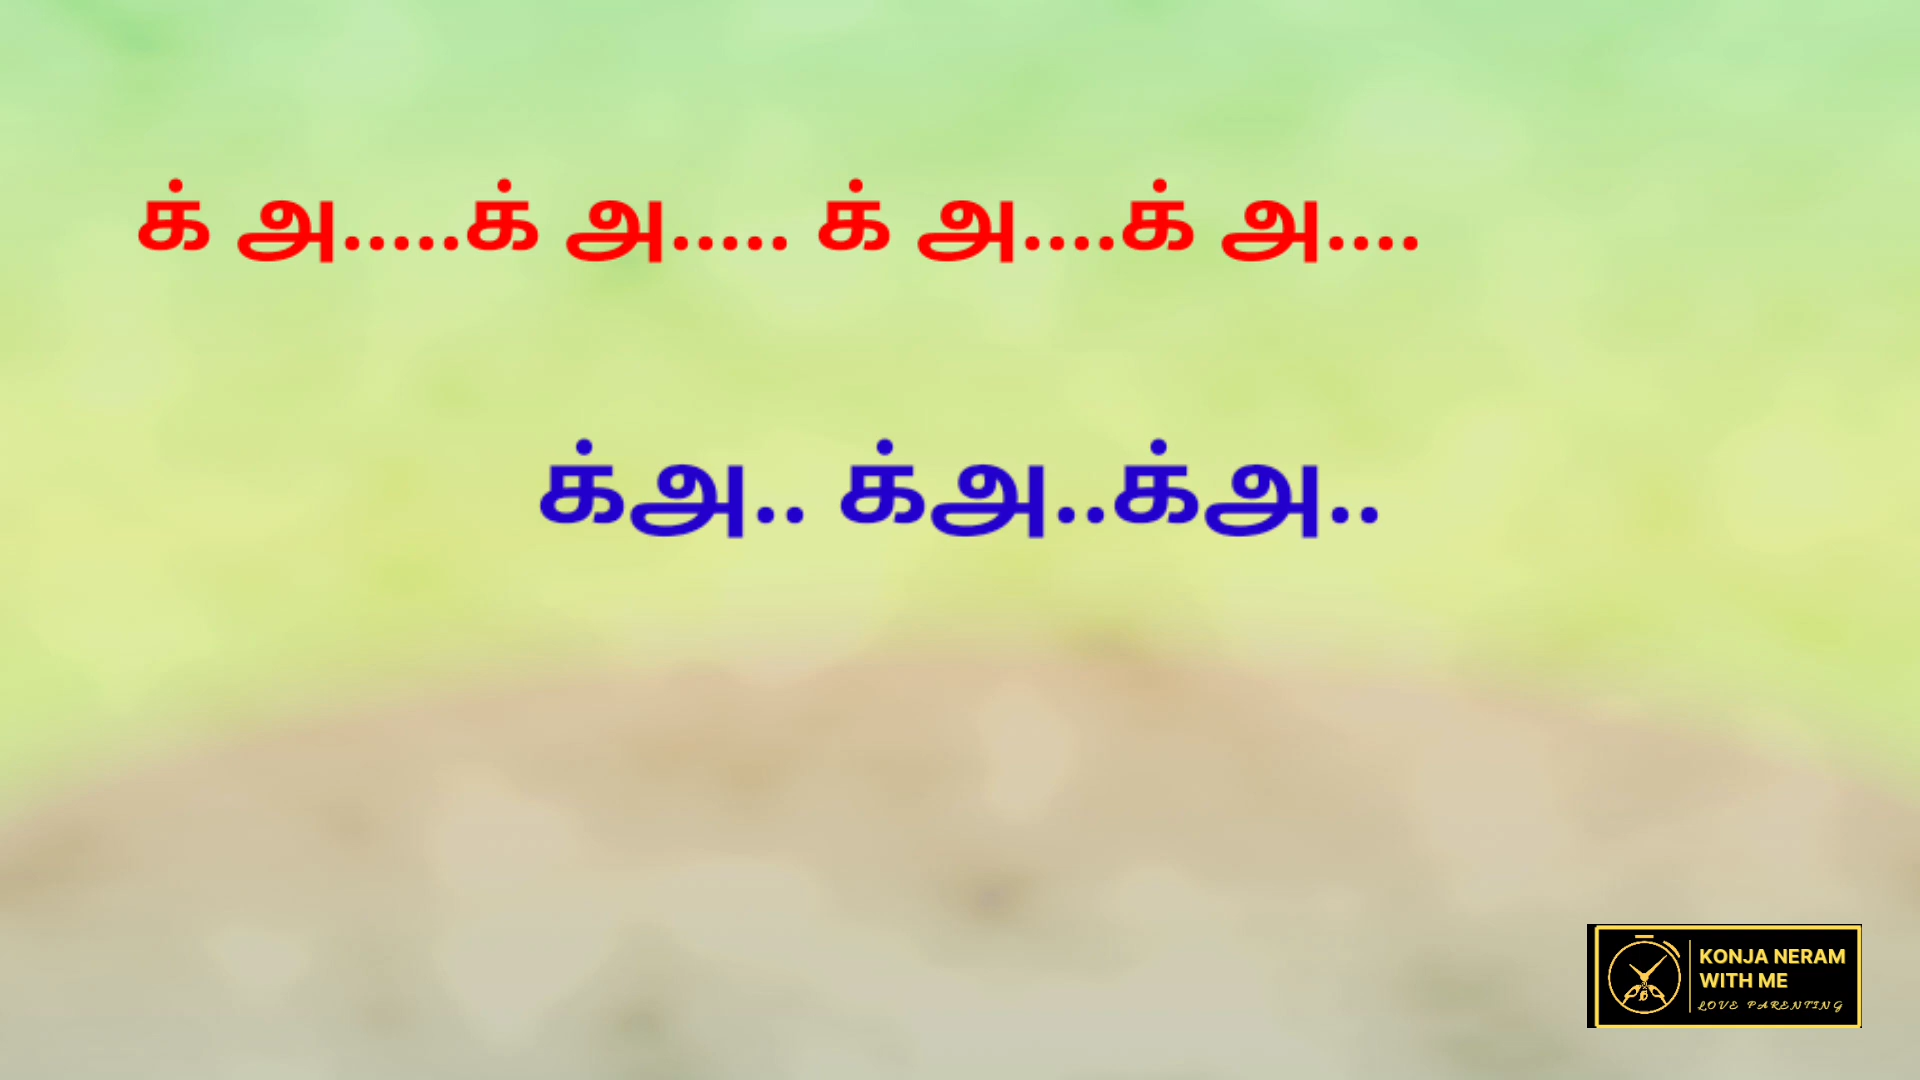 க் அ.....க் அ..... க் அ....க் அ....
க்அ.. க்அ..க்அ..
KONJA NERAM
WITH ME
LOVE PARENTING